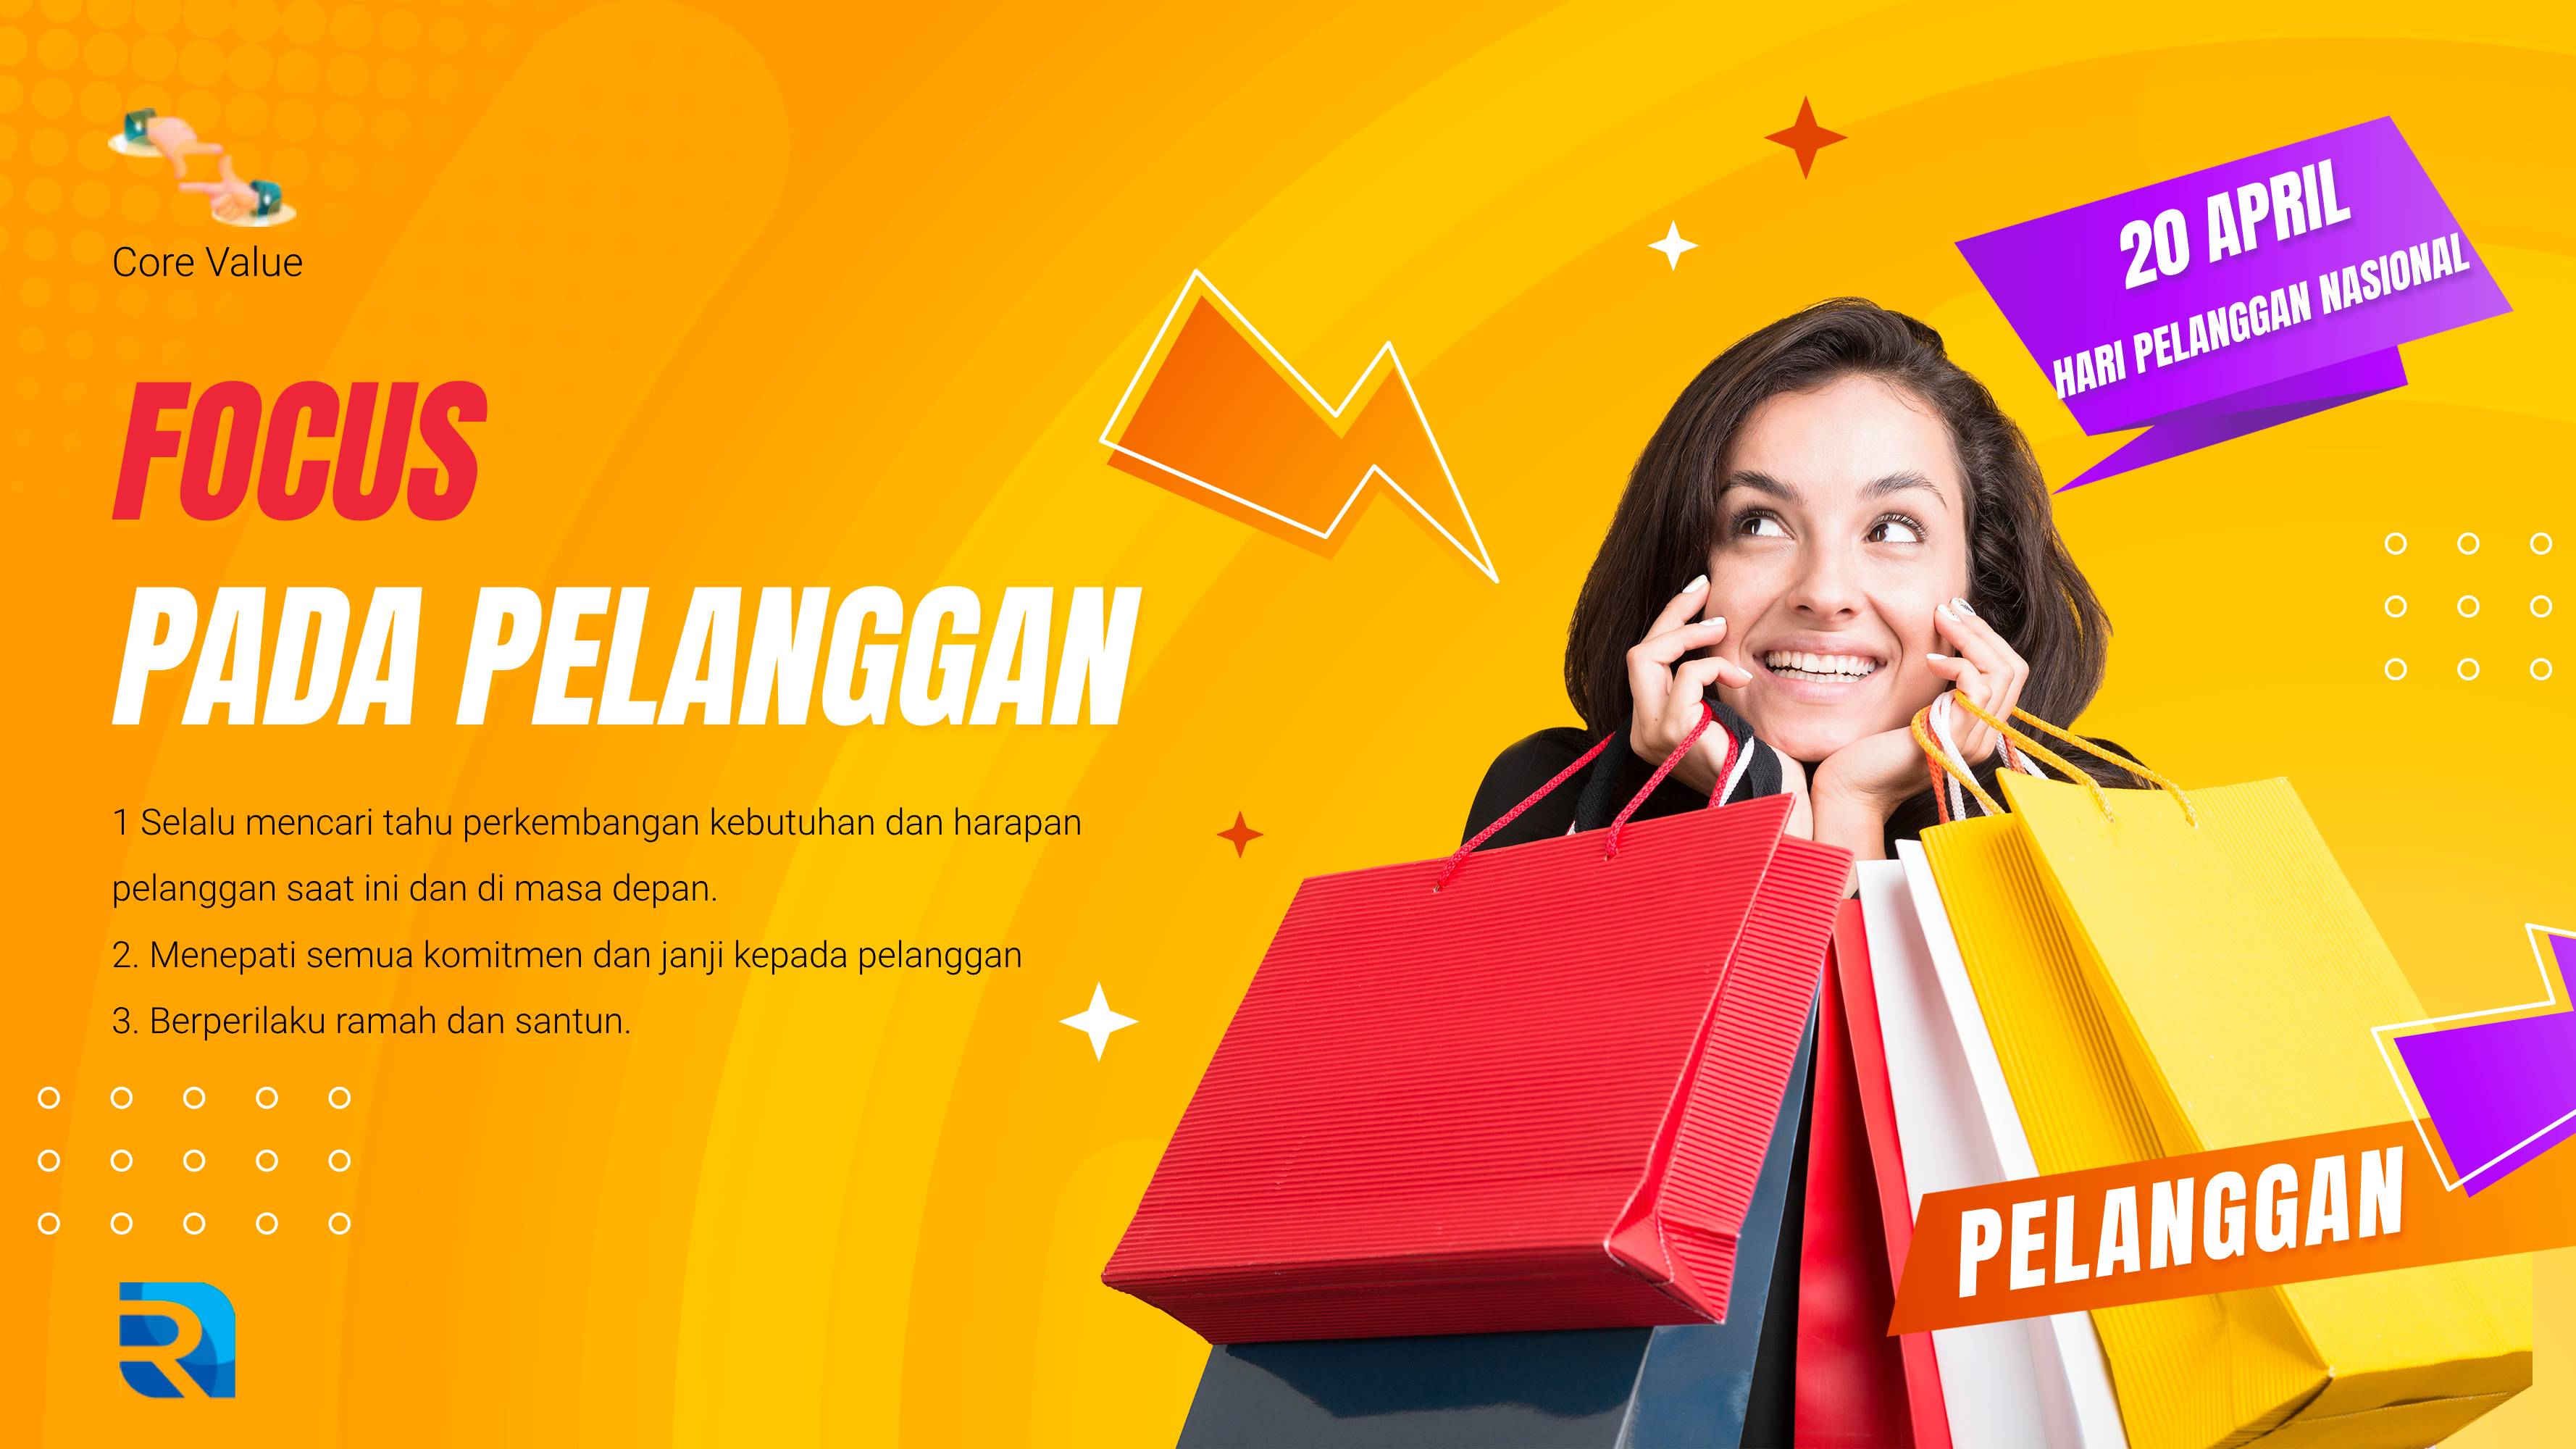 Core Value
20 APRIL
HARI PELANGGAN NASIONAL
FOCUS
PADA PELANGGAN
1 Selalu mencari tahu perkembangan kebutuhan dan harapan
pelanggan saat ini dan di masa depan.
2. Menepati semua komitmen dan janji kepada pelanggan
3. Berperilaku ramah dan santun.
PELANGGAN
R